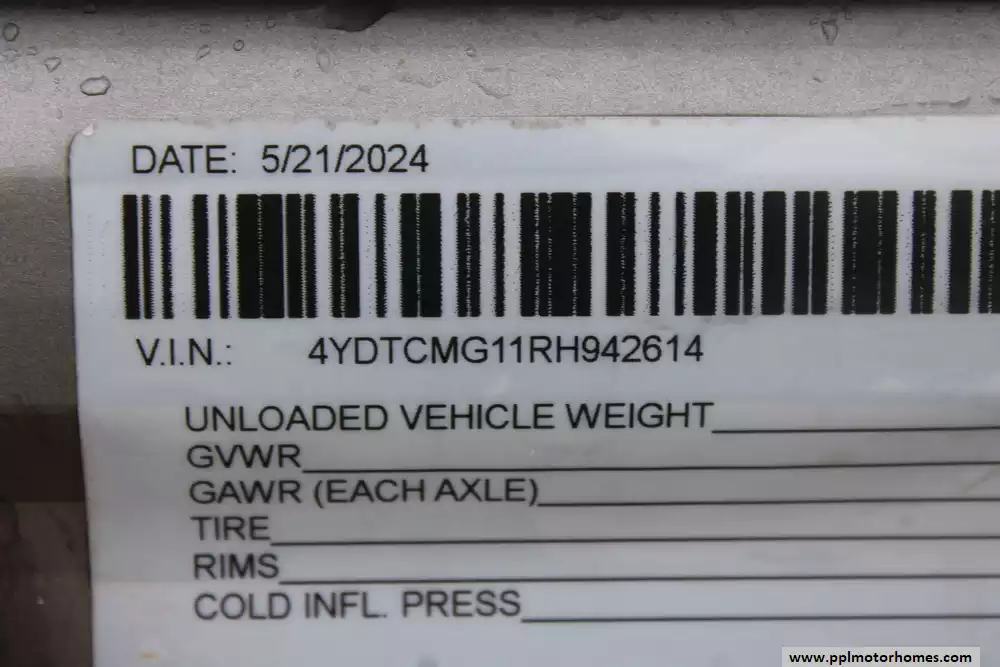 DATE: 5/21/2024
V.I.N.: 4YDTCMG11RH942614
UNLOADED VEHICLE WEIGHT
GVWR
GAWR (EACH AXLE)
TIRE
RIMS
COLD INFL. PRESS
www.pplmotorhomes.com